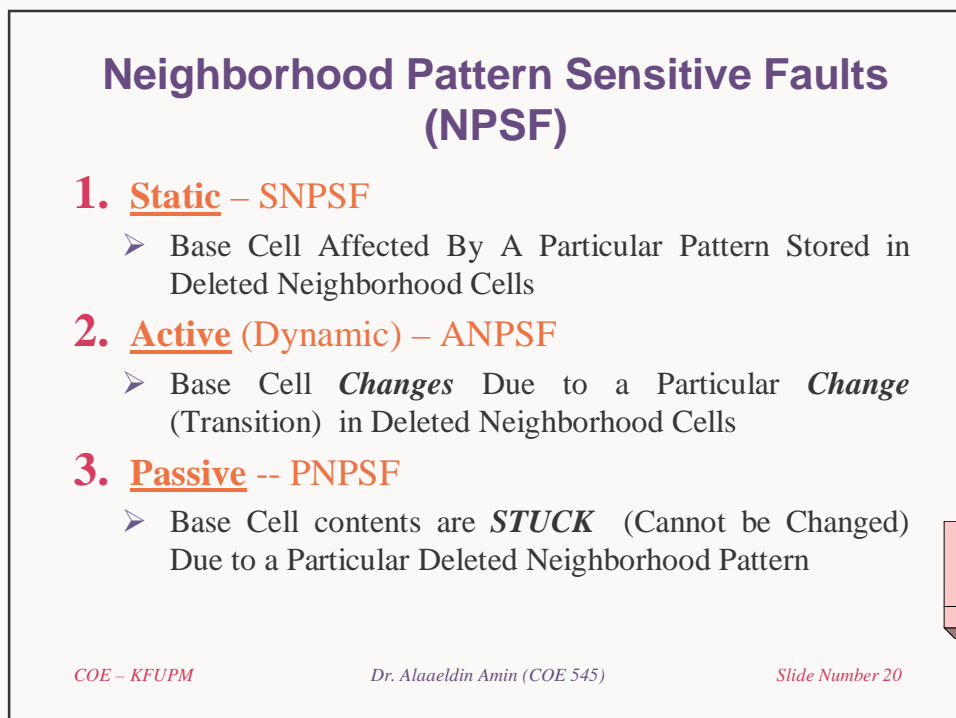 Neighborhood Pattern Sensitive Faults
(NPSF)
1. Static – SNPSF
➢ Base Cell Affected By A Particular Pattern Stored in
Deleted Neighborhood Cells
2. Active (Dynamic) – ANPSF
➢ Base Cell Changes Due to a Particular Change
(Transition) in Deleted Neighborhood Cells
3. Passive -- PNPSF
➢ Base Cell contents are STUCK (Cannot be Changed)
Due to a Particular Deleted Neighborhood Pattern
COE – KFUPM Dr. Alaaeldin Amin (COE 545) Slide Number 20